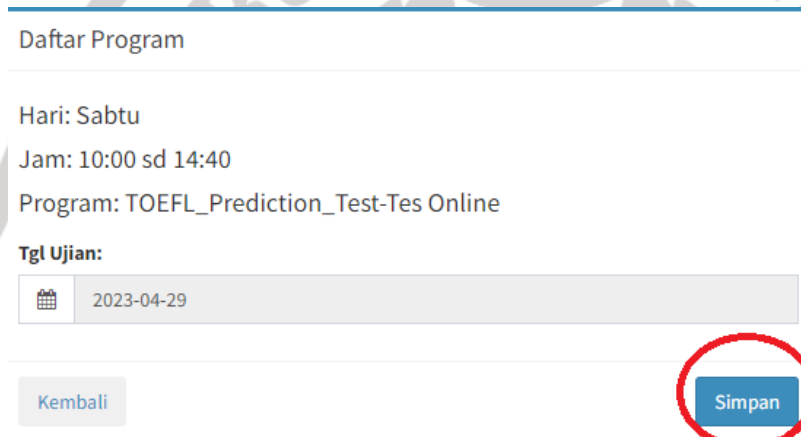 Daftar Program
Hari: Sabtu
Jam: 10:00 sd 14:40
Program: TOEFL_Prediction_Test-Tes Online
Tgl Ujian:
2023-04-29
Kembali
Simpan